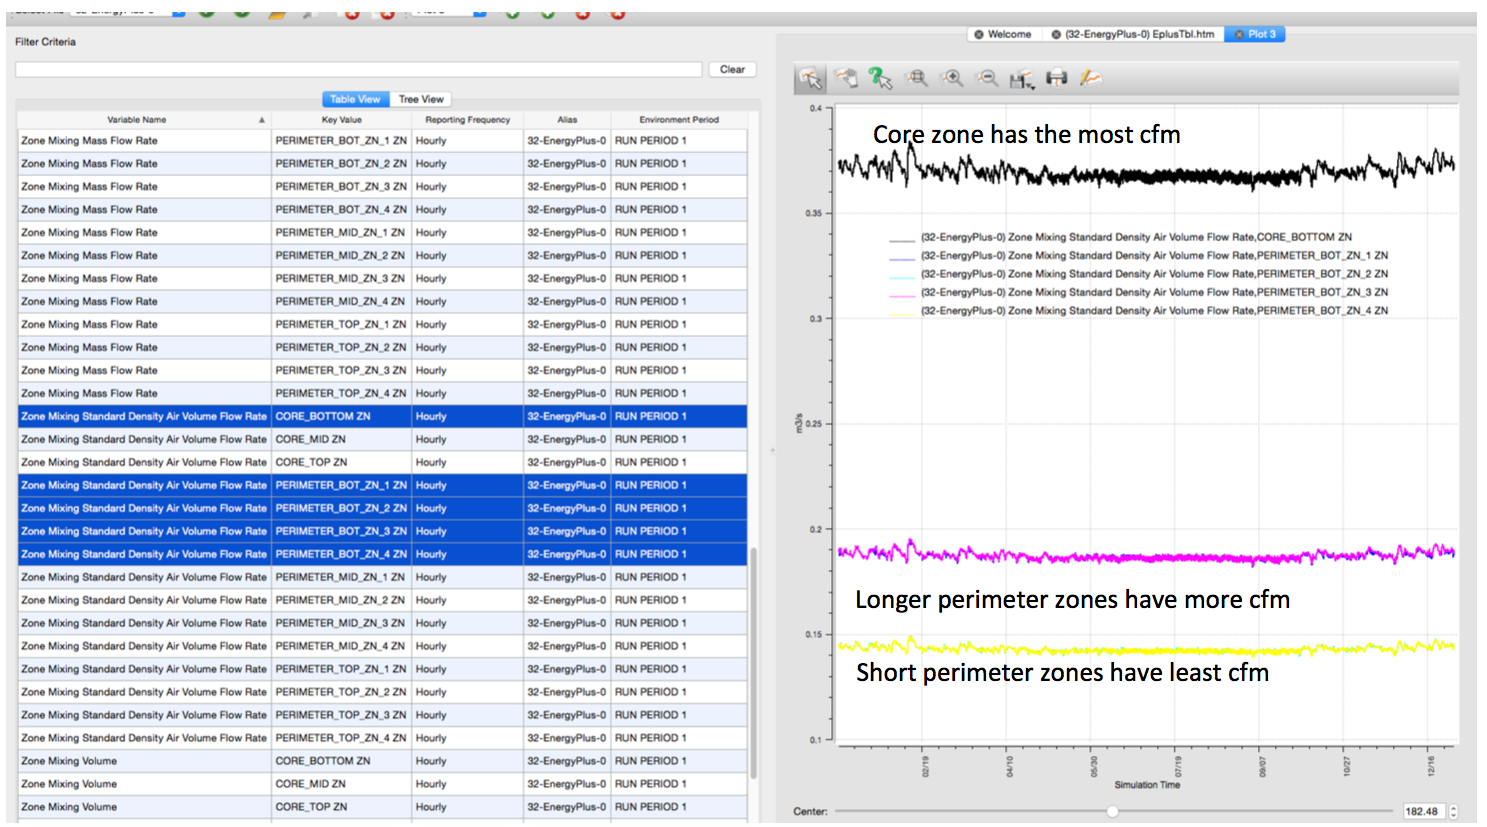 Select File 32-EnergyPlus-0 Plot 3
Filter Criteria
Clear
Table View Tree View
Variable Name Key Value Reporting Frequency Alias Environment Period
Zone Mixing Mass Flow Rate PERIMETER_BOT_ZN_1 ZN Hourly 32-EnergyPlus-0 RUN PERIOD 1
Zone Mixing Mass Flow Rate PERIMETER_BOT_ZN_2 ZN Hourly 32-EnergyPlus-0 RUN PERIOD 1
Zone Mixing Mass Flow Rate PERIMETER_BOT_ZN_3 ZN Hourly 32-EnergyPlus-0 RUN PERIOD 1
Zone Mixing Mass Flow Rate PERIMETER_BOT_ZN_4 ZN Hourly 32-EnergyPlus-0 RUN PERIOD 1
Zone Mixing Mass Flow Rate PERIMETER_MID_ZN_1 ZN Hourly 32-EnergyPlus-0 RUN PERIOD 1
Zone Mixing Mass Flow Rate PERIMETER_MID_ZN_2 ZN Hourly 32-EnergyPlus-0 RUN PERIOD 1
Zone Mixing Mass Flow Rate PERIMETER_MID_ZN_3 ZN Hourly 32-EnergyPlus-0 RUN PERIOD 1
Zone Mixing Mass Flow Rate PERIMETER_MID_ZN_4 ZN Hourly 32-EnergyPlus-0 RUN PERIOD 1
Zone Mixing Mass Flow Rate PERIMETER_TOP_ZN_1 ZN Hourly 32-EnergyPlus-0 RUN PERIOD 1
Zone Mixing Mass Flow Rate PERIMETER_TOP_ZN_2 ZN Hourly 32-EnergyPlus-0 RUN PERIOD 1
Zone Mixing Mass Flow Rate PERIMETER_TOP_ZN_3 ZN Hourly 32-EnergyPlus-0 RUN PERIOD 1
Zone Mixing Mass Flow Rate PERIMETER_TOP_ZN_4 ZN Hourly 32-EnergyPlus-0 RUN PERIOD 1
Zone Mixing Standard Density Air Volume Flow Rate CORE_BOTTOM ZN Hourly 32-EnergyPlus-0 RUN PERIOD 1
Zone Mixing Standard Density Air Volume Flow Rate CORE_MID ZN Hourly 32-EnergyPlus-0 RUN PERIOD 1
Zone Mixing Standard Density Air Volume Flow Rate CORE_TOP ZN Hourly 32-EnergyPlus-0 RUN PERIOD 1
Zone Mixing Standard Density Air Volume Flow Rate PERIMETER_BOT_ZN_1 ZN Hourly 32-EnergyPlus-0 RUN PERIOD 1
Zone Mixing Standard Density Air Volume Flow Rate PERIMETER_BOT_ZN_2 ZN Hourly 32-EnergyPlus-0 RUN PERIOD 1
Zone Mixing Standard Density Air Volume Flow Rate PERIMETER_BOT_ZN_3 ZN Hourly 32-EnergyPlus-0 RUN PERIOD 1
Zone Mixing Standard Density Air Volume Flow Rate PERIMETER_BOT_ZN_4 ZN Hourly 32-EnergyPlus-0 RUN PERIOD 1
Zone Mixing Standard Density Air Volume Flow Rate PERIMETER_MID_ZN_1 ZN Hourly 32-EnergyPlus-0 RUN PERIOD 1
Zone Mixing Standard Density Air Volume Flow Rate PERIMETER_MID_ZN_2 ZN Hourly 32-EnergyPlus-0 RUN PERIOD 1
Zone Mixing Standard Density Air Volume Flow Rate PERIMETER_MID_ZN_3 ZN Hourly 32-EnergyPlus-0 RUN PERIOD 1
Zone Mixing Standard Density Air Volume Flow Rate PERIMETER_MID_ZN_4 ZN Hourly 32-EnergyPlus-0 RUN PERIOD 1
Zone Mixing Standard Density Air Volume Flow Rate PERIMETER_TOP_ZN_1 ZN Hourly 32-EnergyPlus-0 RUN PERIOD 1
Zone Mixing Standard Density Air Volume Flow Rate PERIMETER_TOP_ZN_2 ZN Hourly 32-EnergyPlus-0 RUN PERIOD 1
Zone Mixing Standard Density Air Volume Flow Rate PERIMETER_TOP_ZN_3 ZN Hourly 32-EnergyPlus-0 RUN PERIOD 1
Zone Mixing Standard Density Air Volume Flow Rate PERIMETER_TOP_ZN_4 ZN Hourly 32-EnergyPlus-0 RUN PERIOD 1
Zone Mixing Volume CORE_BOTTOM ZN Hourly 32-EnergyPlus-0 RUN PERIOD 1
Zone Mixing Volume CORE_MID ZN Hourly 32-EnergyPlus-0 RUN PERIOD 1
Zone Mixing Volume CORE_TOP ZN Hourly 32-EnergyPlus-0 RUN PERIOD 1
Welcome (32-EnergyPlus-0) EplusTbl.htm Plot 3
0.4
Core zone has the most cfm
0.35
(32-EnergyPlus-0) Zone Mixing Standard Density Air Volume Flow Rate,CORE_BOTTOM ZN
(32-EnergyPlus-0) Zone Mixing Standard Density Air Volume Flow Rate,PERIMETER_BOT_ZN_1 ZN
(32-EnergyPlus-0) Zone Mixing Standard Density Air Volume Flow Rate,PERIMETER_BOT_ZN_2 ZN
(32-EnergyPlus-0) Zone Mixing Standard Density Air Volume Flow Rate,PERIMETER_BOT_ZN_3 ZN
(32-EnergyPlus-0) Zone Mixing Standard Density Air Volume Flow Rate,PERIMETER_BOT_ZN_4 ZN
0.3
m3/s
0.25
0.2
Longer perimeter zones have more cfm
0.15
Short perimeter zones have least cfm
0.1
02/19 04/10 05/30 07/19 09/07 10/27 12/16
Simulation Time
Center: 182.48